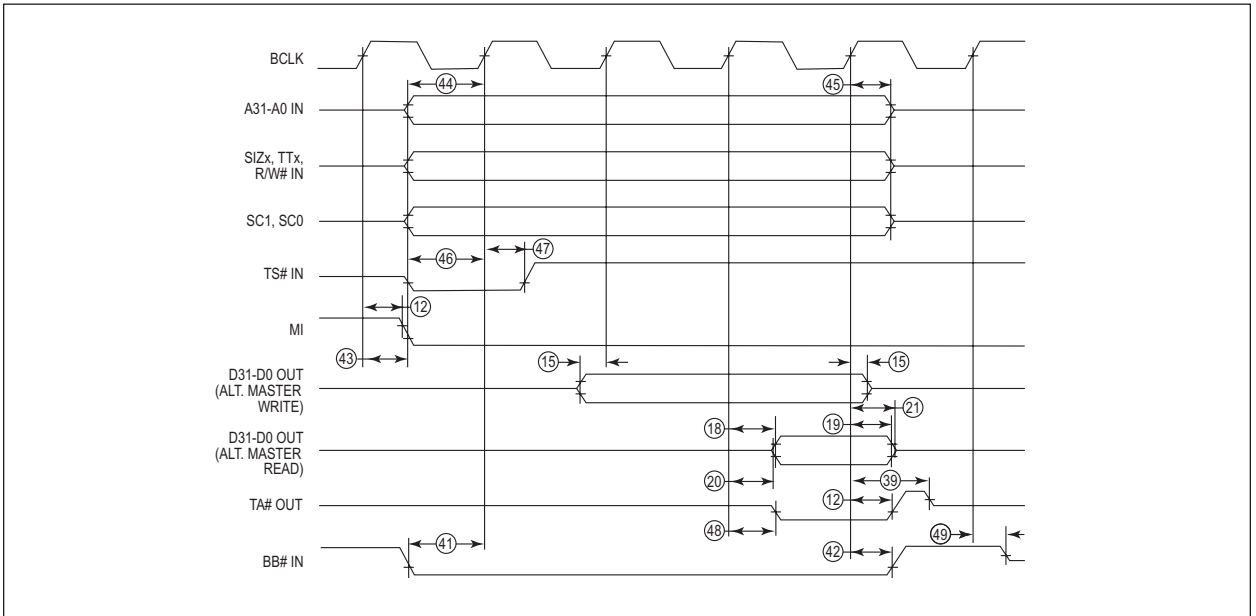 BCLK
44
45
A31-A0 IN
SIZx, TTx,
R/W# IN
SC1, SC0
46
47
TS# IN
12
MI
43
15
15
D31-D0 OUT
(ALT. MASTER
WRITE)
21
18
19
D31-D0 OUT
(ALT. MASTER
READ)
20
39
12
TA# OUT
48
49
41
42
BB# IN